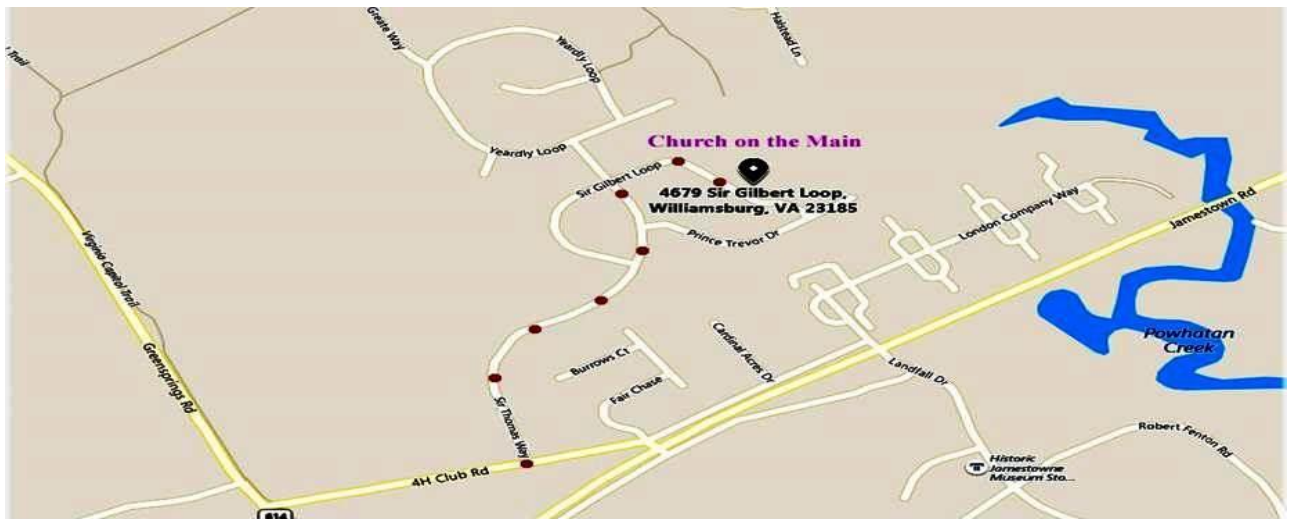 Greate Way
Yeardly Loop
Halstead Ln
Trail
Yeardly Loop
Church on the Main
Sir Gilbert Loop
4679 Sir Gilbert Loop,
Williamsburg, VA 23185
Prince Trevor Dr
London Company Way
Jamestown Rd
Virginia Capitol Trail
Greensprings Rd
Powhatan
Creek
Burrows Ct
Cardinal Acres Dr
Landfall Dr
Fair Chase
Sir Thomas Way
Robert Fenton Rd
4H Club Rd
Historic
Jamestowne
Museum Sto...
614